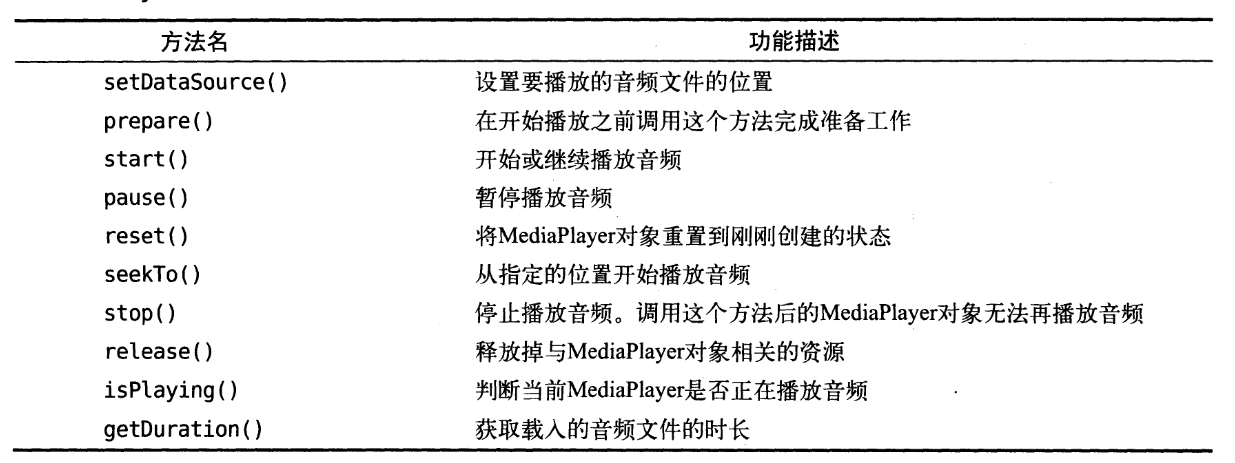 方法名 功能描述
setDataSource() 设置要播放的音频文件的位置
prepare() 在开始播放之前调用这个方法完成准备工作
start() 开始或继续播放音频
pause() 暂停播放音频
reset() 将MediaPlayer对象重置到刚刚创建的状态
seekTo() 从指定的位置开始播放音频
stop() 停止播放音频。调用这个方法后的MediaPlayer对象无法再播放音频
release() 释放掉与MediaPlayer对象相关的资源
isPlaying() 判断当前MediaPlayer是否正在播放音频
getDuration() 获取载入的音频文件的时长